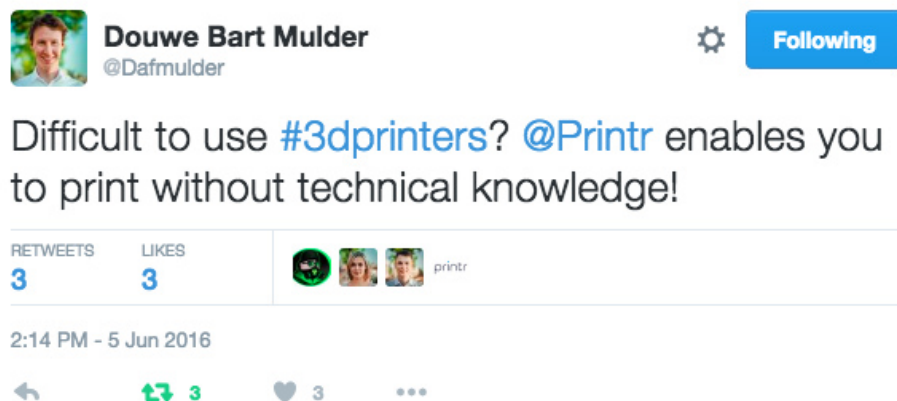 Douwe Bart Mulder
@Dafmulder
Following
Difficult to use #3dprinters? @Printr enables you
to print without technical knowledge!
RETWEETS LIKES
3 3
printr
2:14 PM - 5 Jun 2016
3 3